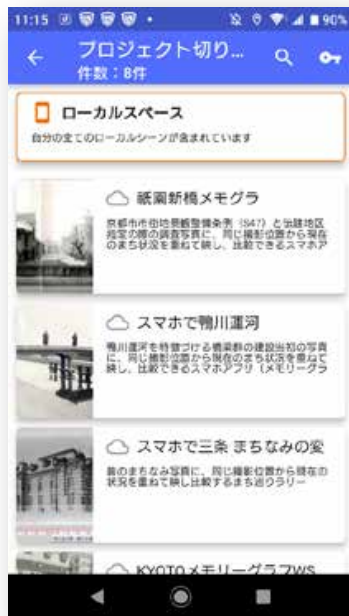 11:15
90%
プロジェクト切り...
件数：8件
ローカルスペース
自分の全てのローカルシーンが含まれています
祇園新橋メモグラ
京都市市街地景観整備条例（S47）と伝建地区
指定の際の調査写真に、同じ撮影位置から現在
のまち状況を重ねて映し、比較できるスマホア
スマホで鴨川運河
鴨川運河を特徴づける橋梁群の建設当初の写真
に、同じ撮影位置から現在のまち状況を重ねて
映し、比較できるスマホアプリ（メモリーグラ
スマホで三条 まちなみの変
昔のまちなみ写真に、同じ撮影位置から現在の
状況を重ねて映し比較するまち巡りラリー
KYOTOメモリーグラフWS